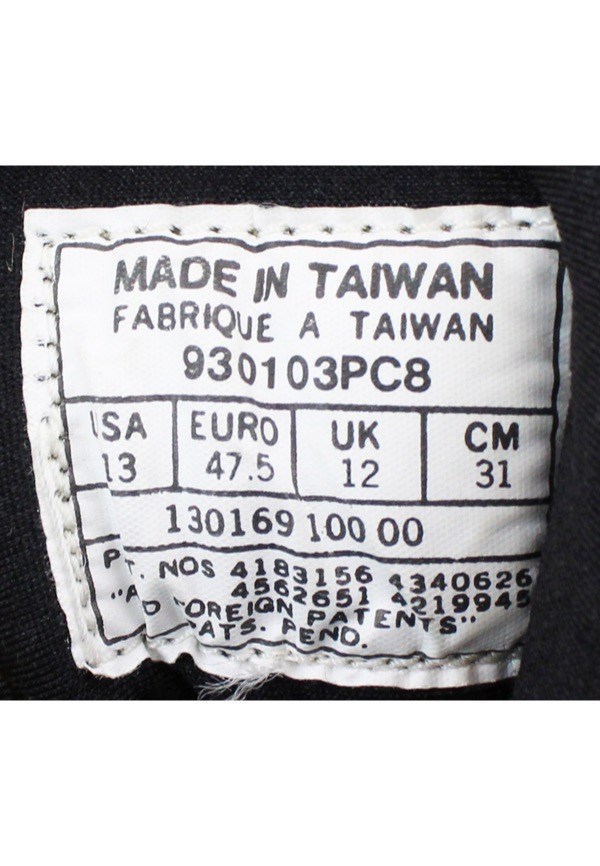 MADE IN TAIWAN
FABRIQUE A TAIWAN
930103PC8
USA EURO UK CM
13 47.5 12 31
130169 100 00
PT. NOS 4183156 4340626
4562651 4219945
"AND FOREIGN PATENTS"
PATS. PEND.